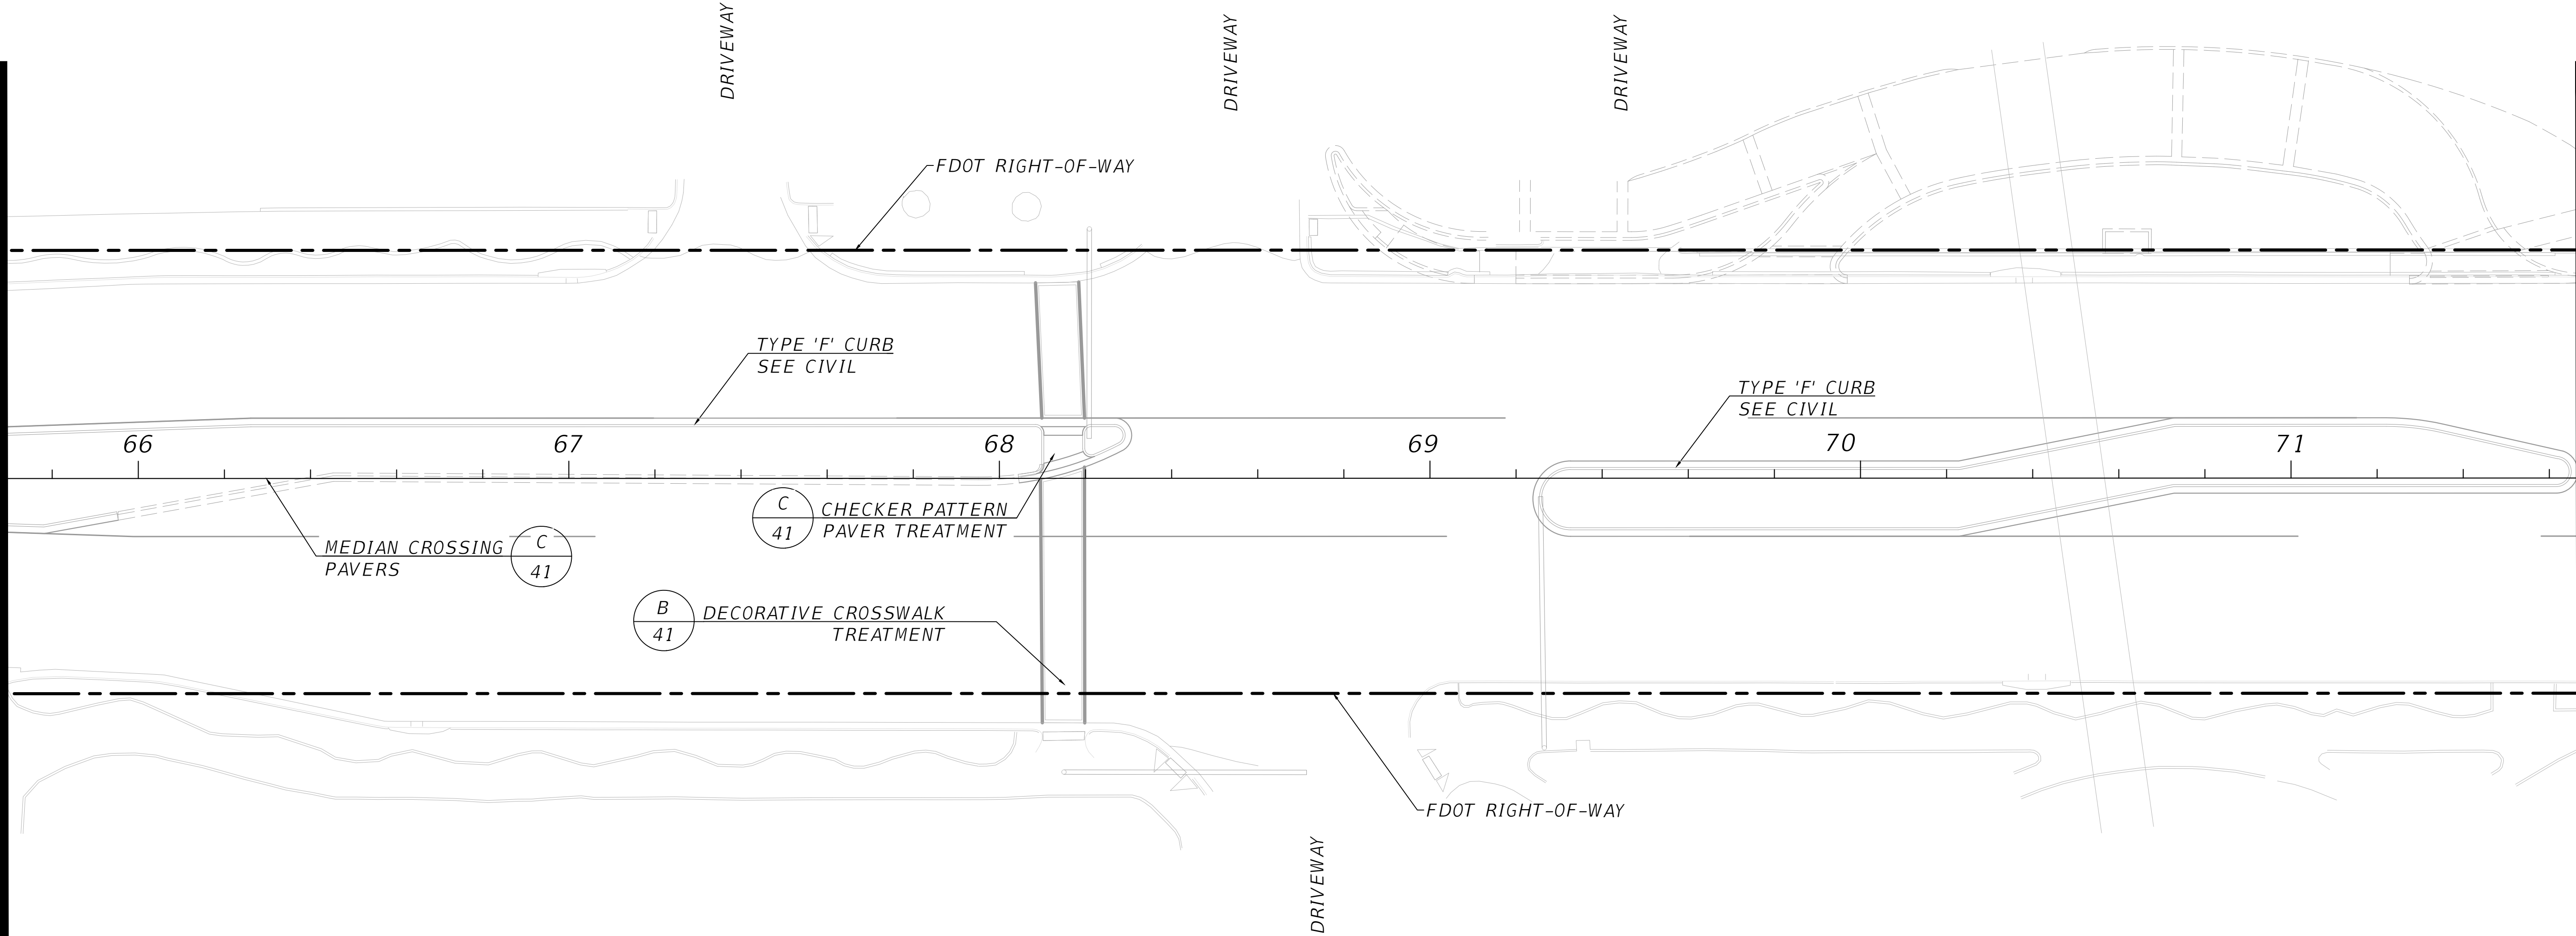 DRIVEWAY
DRIVEWAY
DRIVEWAY
FDOT RIGHT-OF-WAY
TYPE 'F' CURB
SEE CIVIL
TYPE 'F' CURB
SEE CIVIL
66
67
68
69
70
71
C
41
CHECKER PATTERN
PAVER TREATMENT
MEDIAN CROSSING
PAVERS
C
41
B
41
DECORATIVE CROSSWALK
TREATMENT
FDOT RIGHT-OF-WAY
DRIVEWAY